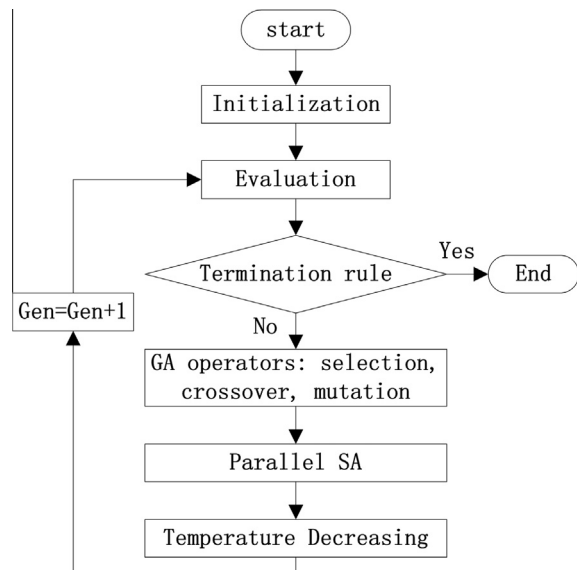 start
Initialization
Evaluation
Termination rule
Yes
End
Gen=Gen+1
No
GA operators: selection,
crossover, mutation
Parallel SA
Temperature Decreasing